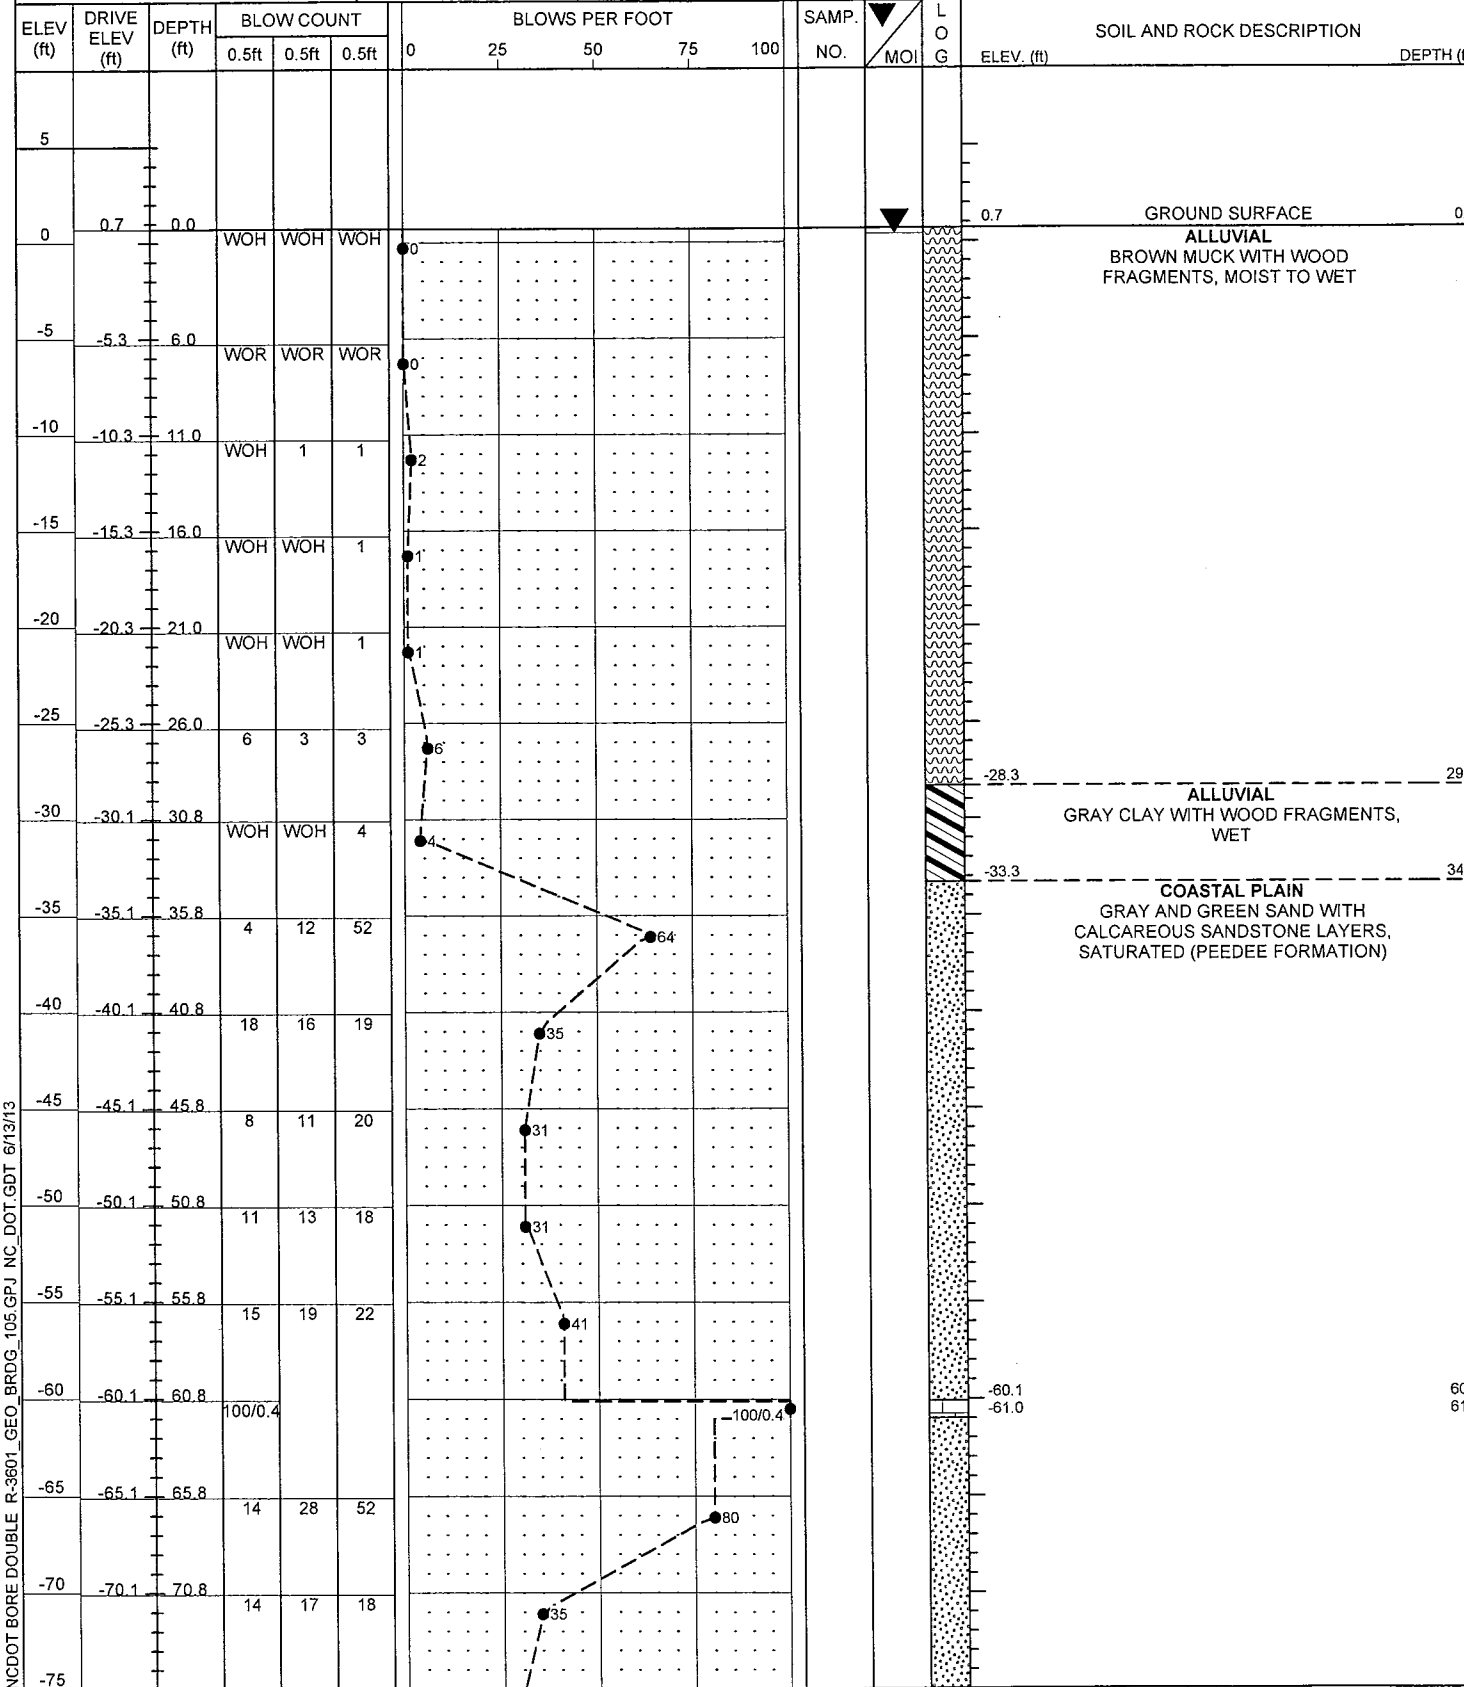 ELEV (ft) DRIVE ELEV (ft) DEPTH (ft) BLOW COUNT BLOWS PER FOOT SAMP. NO. MOI L O G SOIL AND ROCK DESCRIPTION
0.5ft 0.5ft 0.5ft 0 25 50 75 100 ELEV. (ft) DEPTH (f
5
0.7 0.0 0.7 GROUND SURFACE 0.
0 WOH WOH WOH 0 ALLUVIAL
BROWN MUCK WITH WOOD
FRAGMENTS, MOIST TO WET
-5 -5.3 6.0
WOR WOR WOR 0
-10 -10.3 11.0
WOH 1 1 2
-15 -15.3 16.0
WOH WOH 1 1
-20 -20.3 21.0
WOH WOH 1 1
-25 -25.3 26.0
6 3 3 6
-28.3 29
ALLUVIAL
-30 -30.1 30.8 GRAY CLAY WITH WOOD FRAGMENTS,
WOH WOH 4 4 WET
-33.3 34
COASTAL PLAIN
-35 -35.1 35.8 GRAY AND GREEN SAND WITH
4 12 52 64 CALCAREOUS SANDSTONE LAYERS,
SATURATED (PEEDEE FORMATION)
-40 -40.1 40.8
18 16 19 35
-45 -45.1 45.8
8 11 20 31
-50 -50.1 50.8
11 13 18 31
-55 -55.1 55.8
15 19 22 41
-60 -60.1 60.8 -60.1 60
100/0.4 100/0.4 -61.0 61
-65 -65.1 65.8
14 28 52 80
-70 -70.1 70.8
14 17 18 35
-75
NCDOT BORE DOUBLE R-3601_GEO_BRDG_105.GPJ NC_DOT.GDT 6/13/13